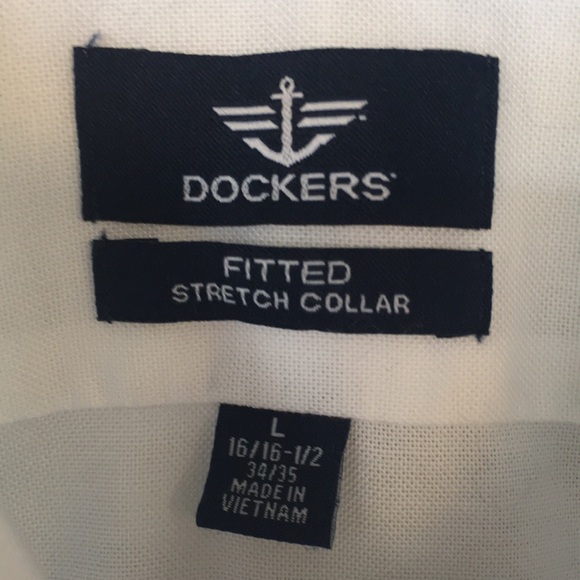 DOCKERS
FITTED
STRETCH COLLAR
L
16/16-1/2
34/35
MADE IN
VIETNAM